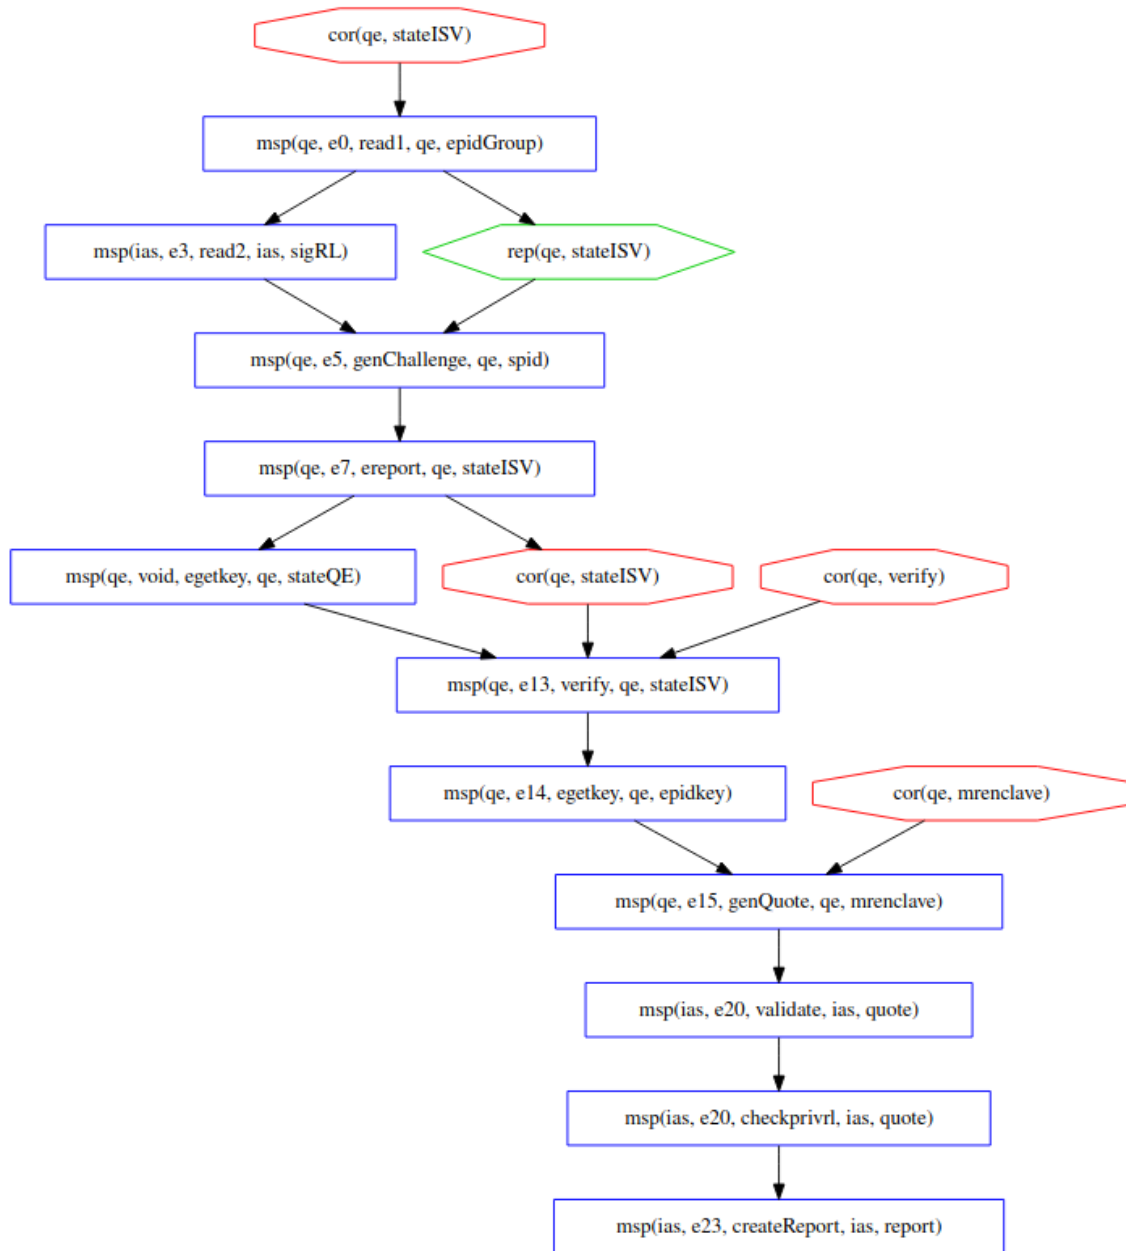 cor(qe, stateISV)
msp(qe, e0, read1, qe, epidGroup)
msp(ias, e3, read2, ias, sigRL)
rep(qe, stateISV)
msp(qe, e5, genChallenge, qe, spid)
msp(qe, e7, ereport, qe, stateISV)
msp(qe, void, egetkey, qe, stateQE)
cor(qe, stateISV)
cor(qe, verify)
msp(qe, e13, verify, qe, stateISV)
msp(qe, e14, egetkey, qe, epidkey)
cor(qe, mrenclave)
msp(qe, e15, genQuote, qe, mrenclave)
msp(ias, e20, validate, ias, quote)
msp(ias, e20, checkprivrl, ias, quote)
msp(ias, e23, createReport, ias, report)